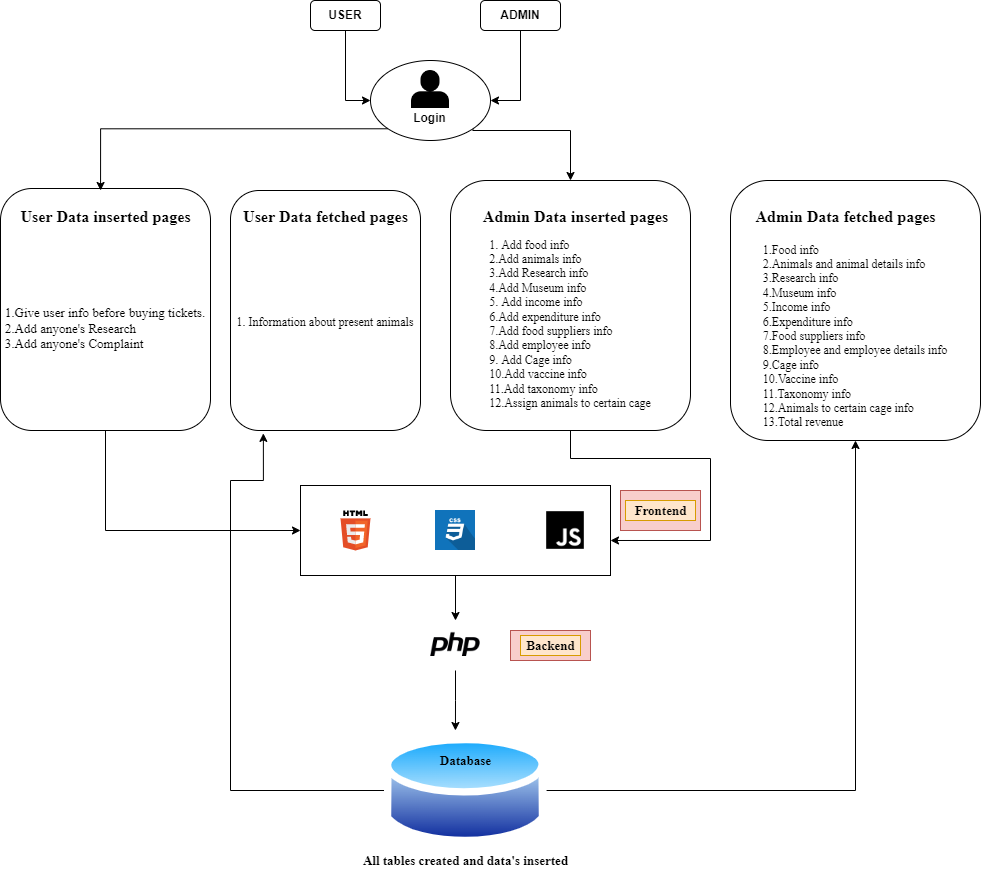 USER
ADMIN
Login
User Data inserted pages
1.Give user info before buying tickets.
2.Add anyone's Research
3.Add anyone's Complaint
User Data fetched pages
1. Information about present animals
Admin Data inserted pages
1. Add food info
2.Add animals info
3.Add Research info
4.Add Museum info
5. Add income info
6.Add expenditure info
7.Add food suppliers info
8.Add employee info
9. Add Cage info
10.Add vaccine info
11.Add taxonomy info
12.Assign animals to certain cage
Admin Data fetched pages
1.Food info
2.Animals and animal details info
3.Research info
4.Museum info
5.Income info
6.Expenditure info
7.Food suppliers info
8.Employee and employee details info
9.Cage info
10.Vaccine info
11.Taxonomy info
12.Animals to certain cage info
13.Total revenue
HTML
5
CSS
3
JS
Frontend
php
Backend
Database
All tables created and data's inserted